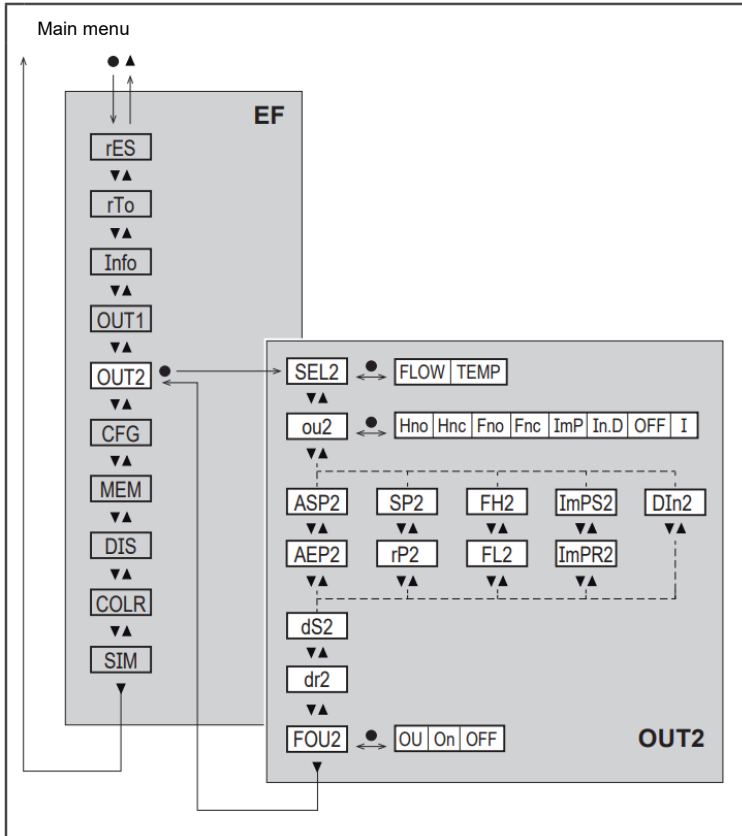 Main menu
EF
rES
rTo
Info
OUT1
OUT2
SEL2 FLOW TEMP
CFG
ou2 Hno Hnc Fno Fnc ImP In.D OFF I
MEM
ASP2 SP2 FH2 ImPS2 DIn2
DIS
AEP2 rP2 FL2 ImPR2
COLR
dS2
SIM
dr2
FOU2 OU On OFF
OUT2